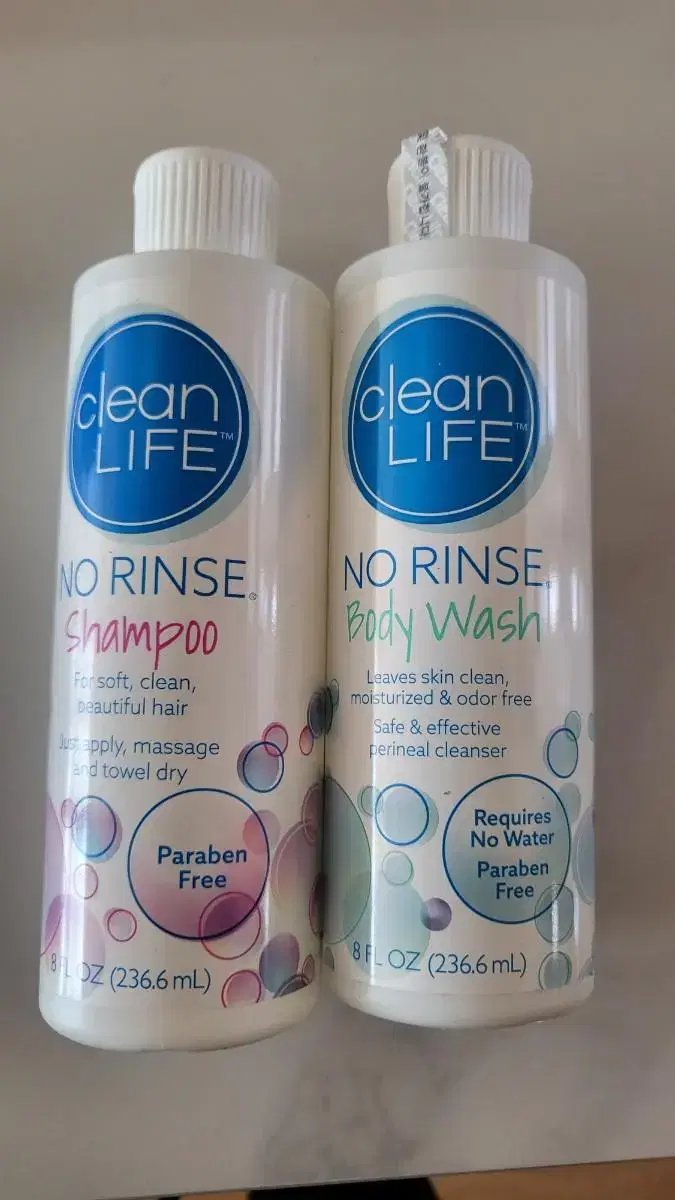 clean
LIFE™
NO RINSE®
Shampoo
For soft, clean,
beautiful hair
Just apply, massage
and towel dry
Paraben
Free
8 FL OZ (236.6 mL)
clean
LIFE™
NO RINSE®
Body Wash
Leaves skin clean,
moisturized & odor free
Safe & effective
perineal cleanser
Requires
No Water
Paraben
Free
8 FL OZ (236.6 mL)